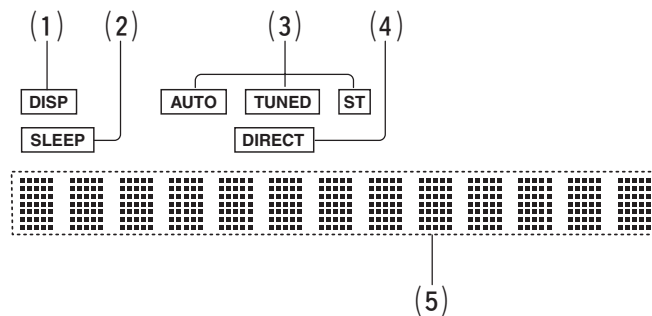 (1) (2) (3) (4)
DISP AUTO TUNED ST
SLEEP DIRECT
(5)